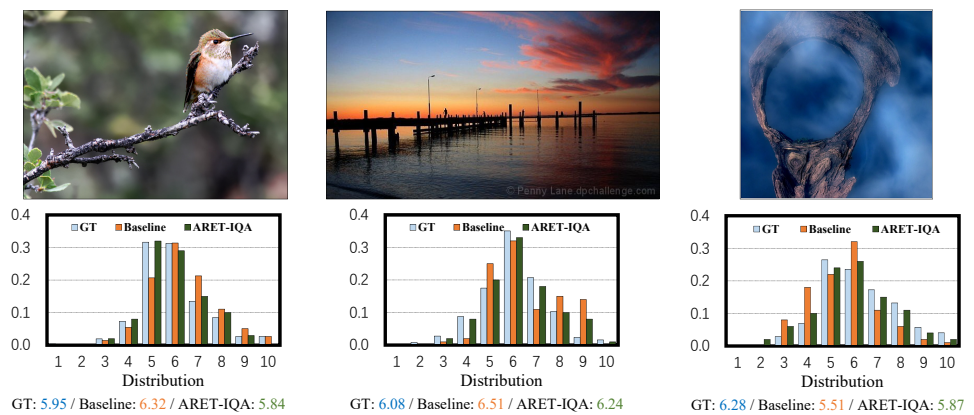 © Penny Lane.dpchallenge.com
0.4
GT Baseline ARET-IQA
0.3
0.2
0.1
0.0
1 2 3 4 5 6 7 8 9 10
Distribution
GT: 5.95 / Baseline: 6.32 / ARET-IQA: 5.84
0.4
GT Baseline ARET-IQA
0.3
0.2
0.1
0.0
1 2 3 4 5 6 7 8 9 10
Distribution
GT: 6.08 / Baseline: 6.51 / ARET-IQA: 6.24
0.4
GT Baseline ARET-IQA
0.3
0.2
0.1
0.0
1 2 3 4 5 6 7 8 9 10
Distribution
GT: 6.28 / Baseline: 5.51 / ARET-IQA: 5.87